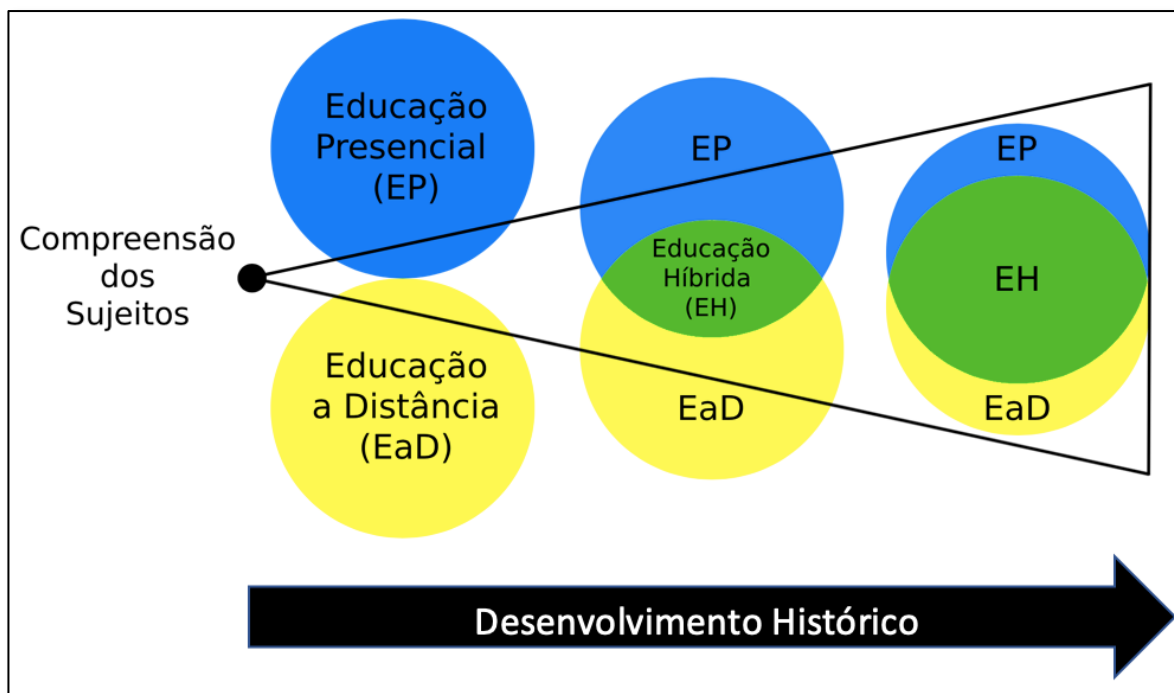 Compreensão
dos
Sujeitos
Educação
Presencial
(EP)
Educação
a Distância
(EaD)
EP
Educação
Híbrida
(EH)
EaD
EP
EH
EaD
Desenvolvimento Histórico